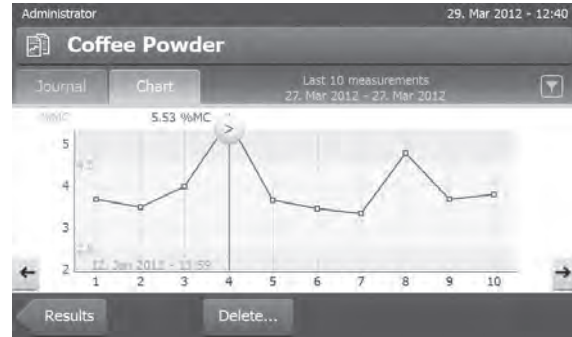 Administrator 29. Mar 2012 - 12:40
Coffee Powder
Journal Chart Last 10 measurements
27. Mar 2012 - 27. Mar 2012
%MC 5.53 %MC
>
5
4.5
4
3
2
12. Jan 2012 - 13:59
1 2 3 4 5 6 7 8 9 10
Results Delete...